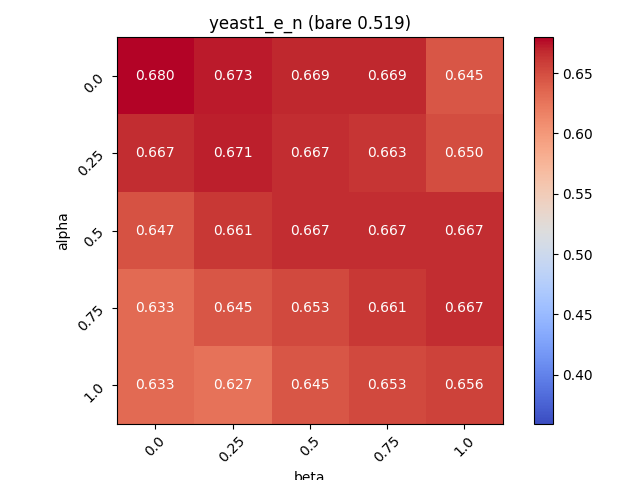 yeast1_e_n (bare 0.519)
0.0 0.680 0.673 0.669 0.669 0.645 0.65
0.25 0.667 0.671 0.667 0.663 0.650 0.60
0.55
alpha 0.5 0.647 0.661 0.667 0.667 0.667
0.50
0.75 0.633 0.645 0.653 0.661 0.667 0.45
1.0 0.633 0.627 0.645 0.653 0.656 0.40
0.0 0.25 0.5 0.75 1.0
beta